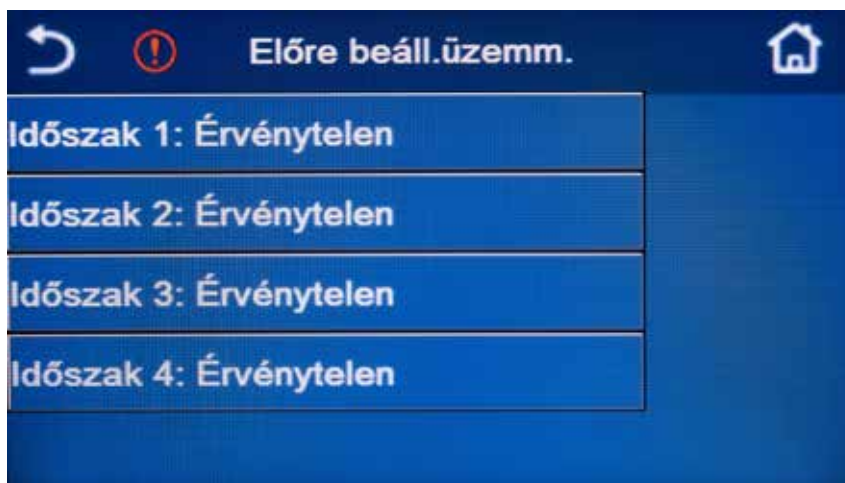 Előre beáll.üzemm.
Időszak 1: Érvénytelen
Időszak 2: Érvénytelen
Időszak 3: Érvénytelen
Időszak 4: Érvénytelen